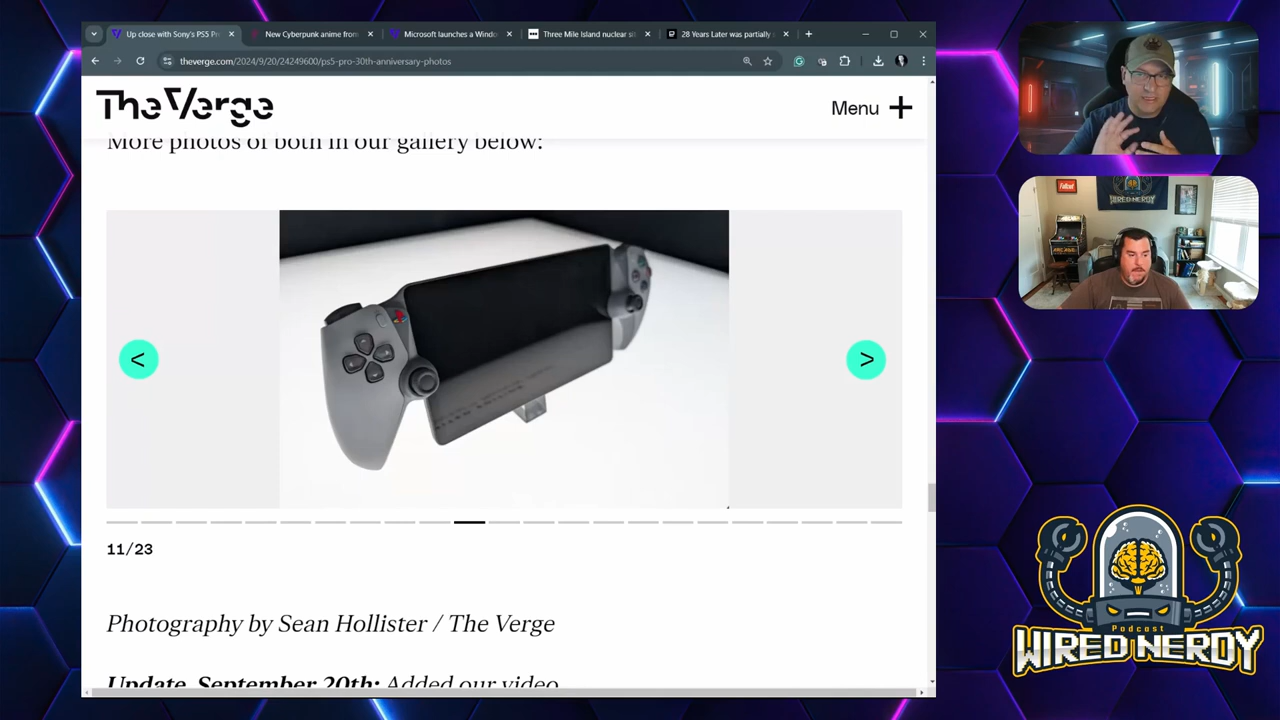 Up close with Sony's PS5 Pr
New Cyberpunk anime from
Microsoft launches a Windo
Three Mile Island nuclear si
28 Years Later was partially
theverge.com/2024/9/20/24249600/ps5-pro-30th-anniversary-photos
The Verge
Menu
More photos of both in our gallery below:
<
>
11/23
Photography by Sean Hollister / The Verge
Update, September 20th: Added our video
WIRED NERDY
Podcast
WIRED NERDY